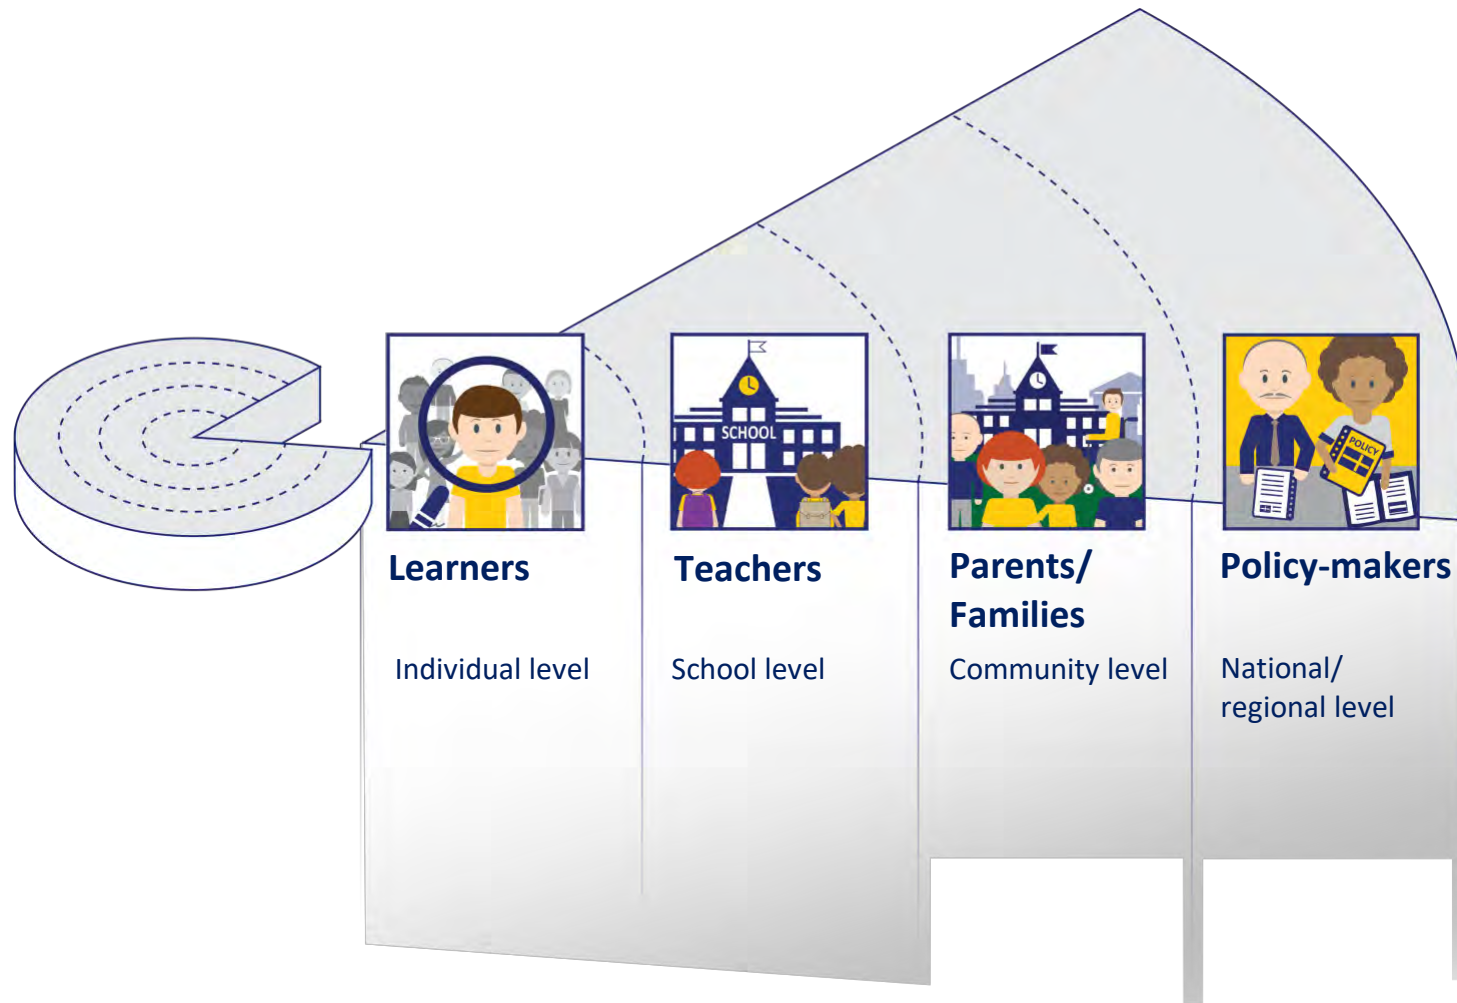 SCHOOL
POLICY
Learners
Individual level
Teachers
School level
Parents/
Families
Community level
Policy-makers
National/
regional level